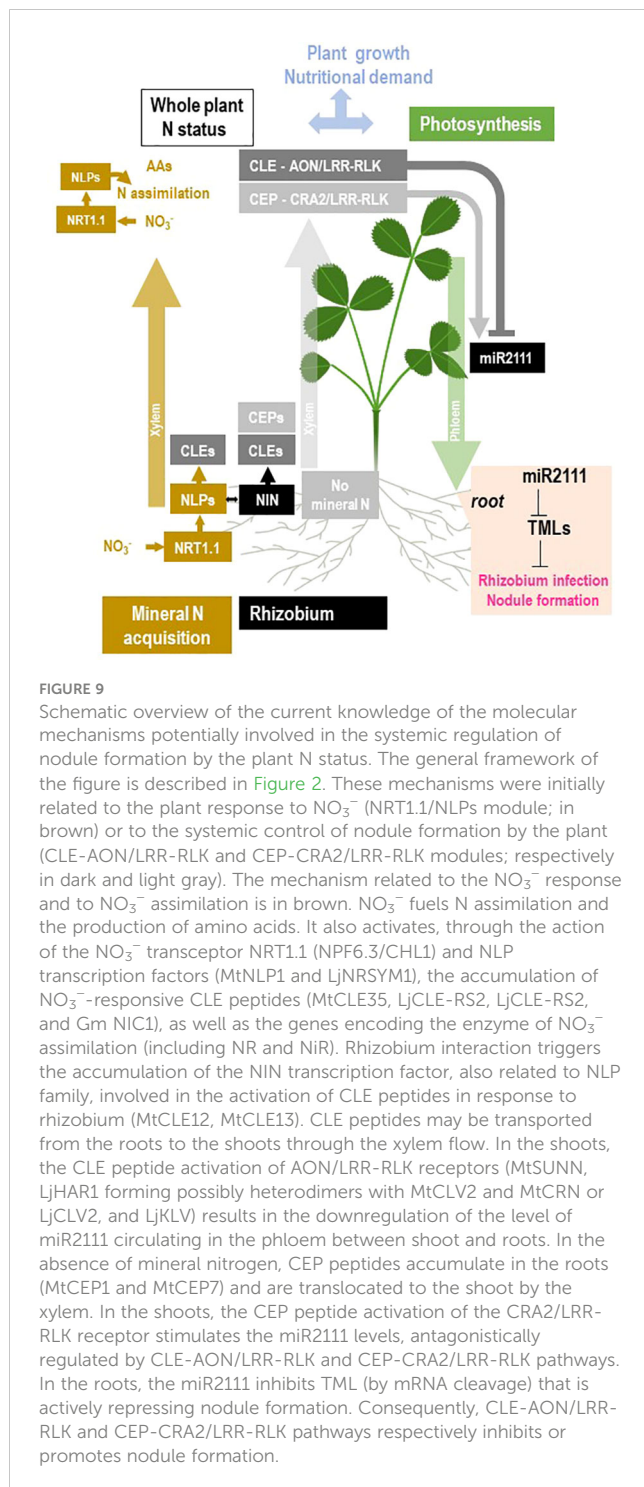 Plant growth
Nutritional demand
Whole plant
N status
Photosynthesis
CLE - AON/LRR-RLK
CEP - CRA2/LRR-RLK
NLPs
AAs
N assimilation
NRT1.1
NO₃⁻
miR2111
Xylem
Xylem
Phloem
CEPs
CLEs
CLEs
NLPs
NIN
No
mineral N
NO₃⁻
NRT1.1
root
miR2111
TMLs
Rhizobium infection
Nodule formation
Mineral N
acquisition
Rhizobium
FIGURE 9
Schematic overview of the current knowledge of the molecular
mechanisms potentially involved in the systemic regulation of
nodule formation by the plant N status. The general framework of
the figure is described in Figure 2. These mechanisms were initially
related to the plant response to NO₃⁻ (NRT1.1/NLPs module; in
brown) or to the systemic control of nodule formation by the plant
(CLE-AON/LRR-RLK and CEP-CRA2/LRR-RLK modules; respectively
in dark and light gray). The mechanism related to the NO₃⁻ response
and to NO₃⁻ assimilation is in brown. NO₃⁻ fuels N assimilation and
the production of amino acids. It also activates, through the action
of the NO₃⁻ transceptor NRT1.1 (NPF6.3/CHL1) and NLP
transcription factors (MtNLP1 and LjNRSYM1), the accumulation of
NO₃⁻-responsive CLE peptides (MtCLE35, LjCLE-RS2, LjCLE-RS2,
and Gm NIC1), as well as the genes encoding the enzyme of NO₃⁻
assimilation (including NR and NiR). Rhizobium interaction triggers
the accumulation of the NIN transcription factor, also related to NLP
family, involved in the activation of CLE peptides in response to
rhizobium (MtCLE12, MtCLE13). CLE peptides may be transported
from the roots to the shoots through the xylem flow. In the shoots,
the CLE peptide activation of AON/LRR-RLK receptors (MtSUNN,
LjHAR1 forming possibly heterodimers with MtCLV2 and MtCRN or
LjCLV2, and LjKLV) results in the downregulation of the level of
miR2111 circulating in the phloem between shoot and roots. In the
absence of mineral nitrogen, CEP peptides accumulate in the roots
(MtCEP1 and MtCEP7) and are translocated to the shoot by the
xylem. In the shoots, the CEP peptide activation of the CRA2/LRR-
RLK receptor stimulates the miR2111 levels, antagonistically
regulated by CLE-AON/LRR-RLK and CEP-CRA2/LRR-RLK pathways.
In the roots, the miR2111 inhibits TML (by mRNA cleavage) that is
actively repressing nodule formation. Consequently, CLE-AON/LRR-
RLK and CEP-CRA2/LRR-RLK pathways respectively inhibits or
promotes nodule formation.